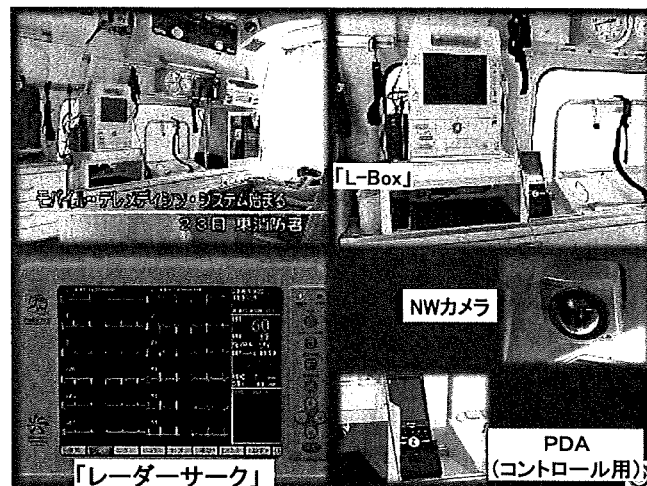 モバイル・テレメディシン・システム始まる
23日 東消防署
「L-Box」
NWカメラ
60
「レーダーサーク」
PDA
(コントロール用)